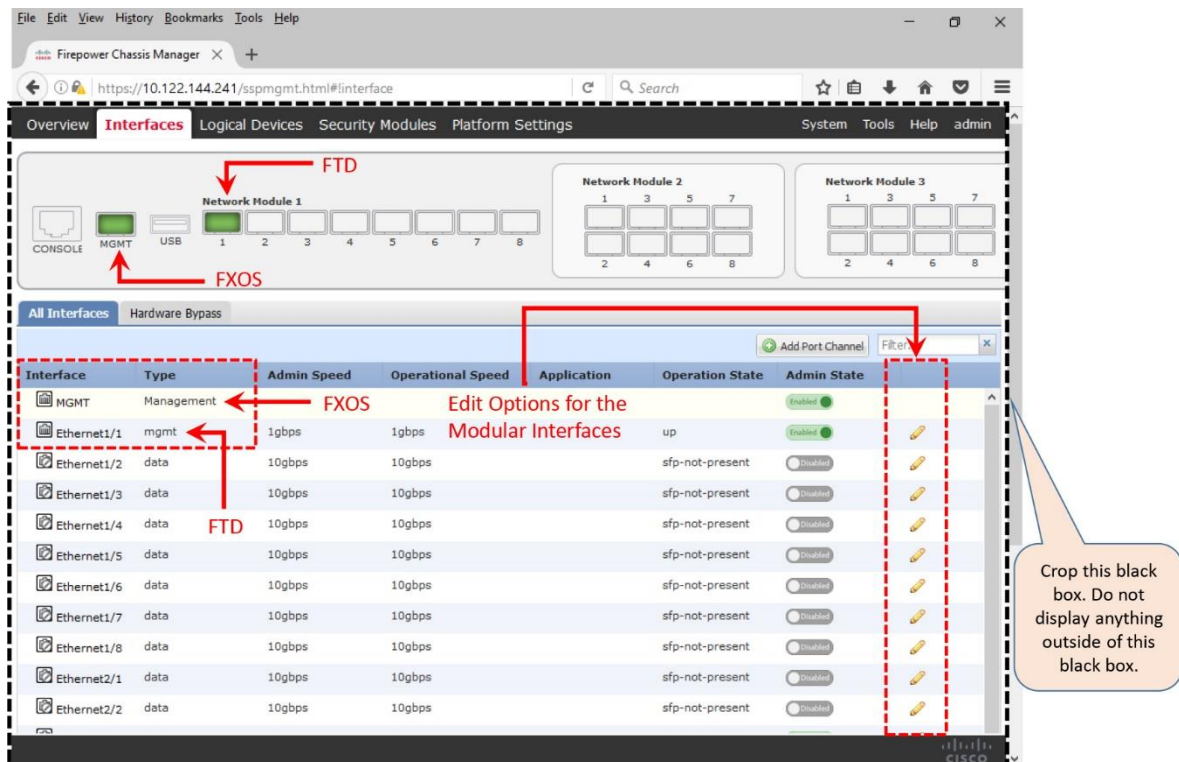 File Edit View History Bookmarks Tools Help
Firepower Chassis Manager
https://10.122.144.241/sspmgmt.html#!interface
Search
Overview Interfaces Logical Devices Security Modules Platform Settings System Tools Help admin
FTD
Network Module 1
CONSOLE MGMT USB 1 2 3 4 5 6 7 8
FXOS
Network Module 2
1 3 5 7
2 4 6 8
Network Module 3
1 3 5 7
2 4 6 8
All Interfaces Hardware Bypass
Add Port Channel Filter..
Interface Type Admin Speed Operational Speed Application Operation State Admin State
MGMT Management Enabled
FXOS
Edit Options for the
Modular Interfaces
Ethernet1/1 mgmt 1gbps 1gbps up Enabled
Ethernet1/2 data 10gbps 10gbps sfp-not-present Disabled
Ethernet1/3 data 10gbps 10gbps sfp-not-present Disabled
Ethernet1/4 data 10gbps 10gbps sfp-not-present Disabled
FTD
Ethernet1/5 data 10gbps 10gbps sfp-not-present Disabled
Ethernet1/6 data 10gbps 10gbps sfp-not-present Disabled
Ethernet1/7 data 10gbps 10gbps sfp-not-present Disabled
Ethernet1/8 data 10gbps 10gbps sfp-not-present Disabled
Ethernet2/1 data 10gbps 10gbps sfp-not-present Disabled
Ethernet2/2 data 10gbps 10gbps sfp-not-present Disabled
CISCO
Crop this black
box. Do not
display anything
outside of this
black box.